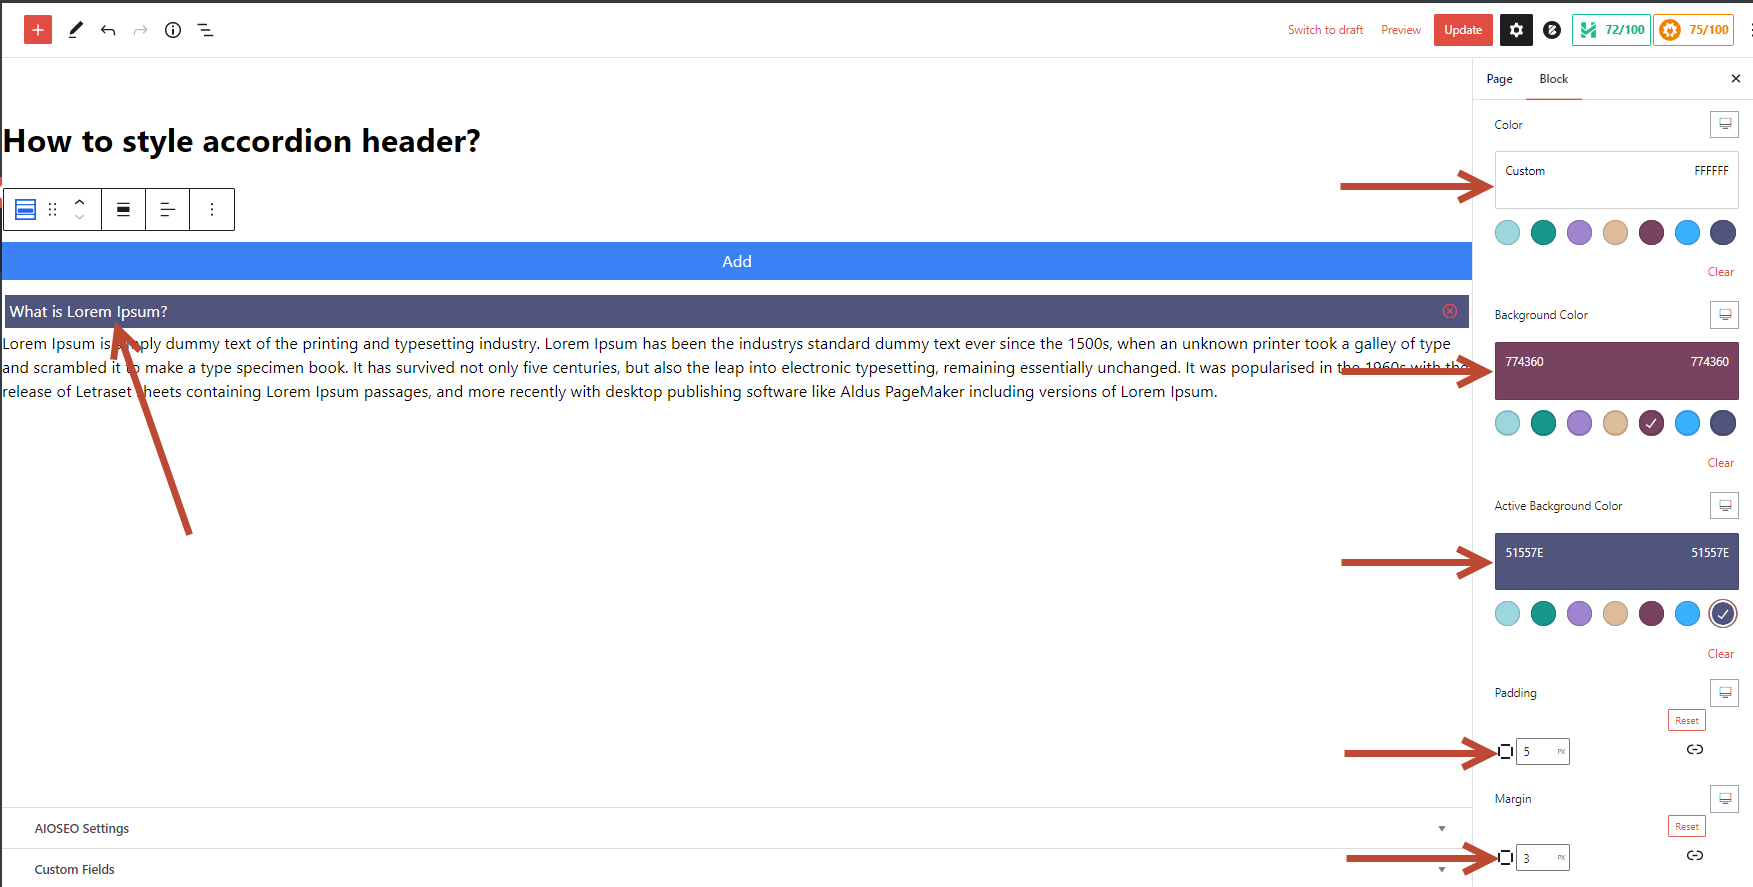 Switch to draft Preview Update 72/100 75/100
Page Block
Color
Custom FFFFFF
Clear
Background Color
774360 774360
Clear
Active Background Color
51557E 51557E
Clear
Padding
Reset
5 PX
Margin
Reset
3 PX
How to style accordion header?
Add
What is Lorem Ipsum?
Lorem Ipsum is simply dummy text of the printing and typesetting industry. Lorem Ipsum has been the industrys standard dummy text ever since the 1500s, when an unknown printer took a galley of type
and scrambled it to make a type specimen book. It has survived not only five centuries, but also the leap into electronic typesetting, remaining essentially unchanged. It was popularised in the 1960s with the
release of Letraset sheets containing Lorem Ipsum passages, and more recently with desktop publishing software like Aldus PageMaker including versions of Lorem Ipsum.
AIOSEO Settings
Custom Fields